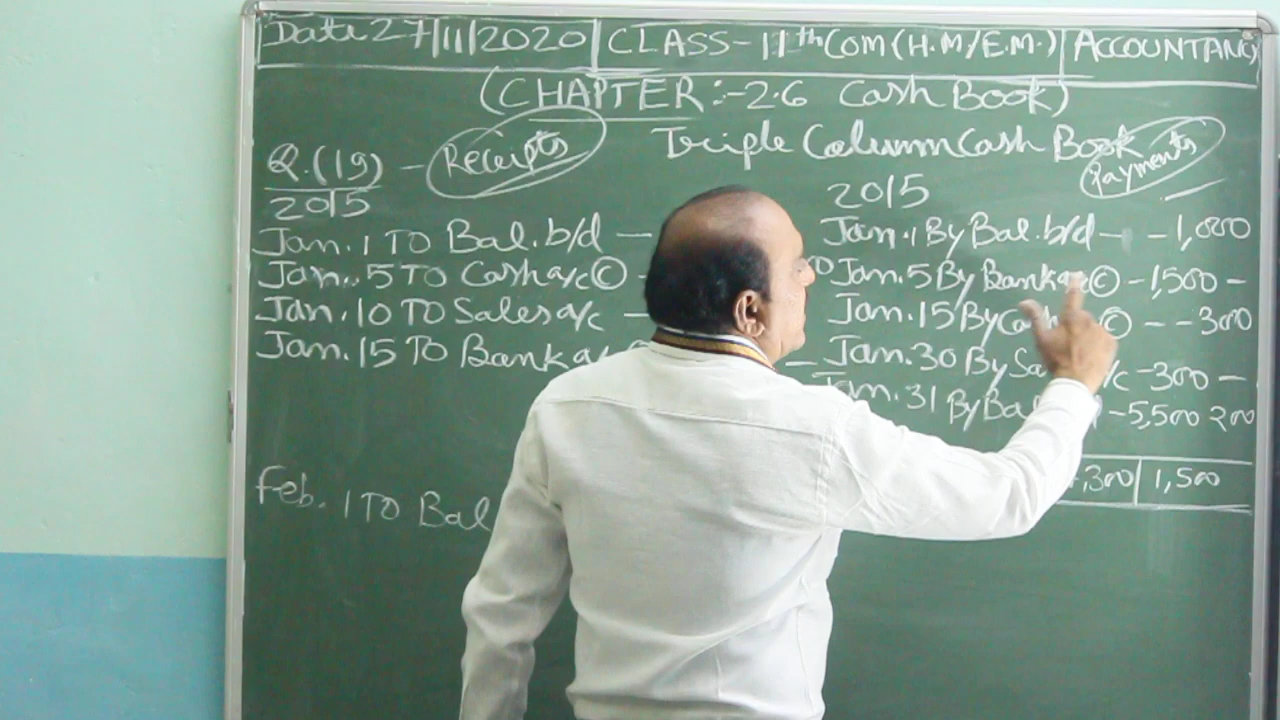 Date 27/11/2020 CLASS-11th COM (H.M/E.M.) ACCOUNTANCY
(CHAPTER:-2.6 Cash Book)
Q.(19) - Receipts Triple Column Cash Book Payments
2015
Jan. 1 TO Bal. b/d -
Jan. 5 TO Cash a/c © -
Jan. 10 TO Sales a/c -
Jan. 15 TO Bank a/c
Feb. 1 TO Bal
2015
Jan. 1 By Bal. b/d - - 1,000
Jan. 5 By Bank a/c © - 1,500 -
Jan. 15 By Cash © - - 300
Jan. 30 By Sa /c - 300 -
Jan. 31 By Bal - 5,500 200
,300 1,500